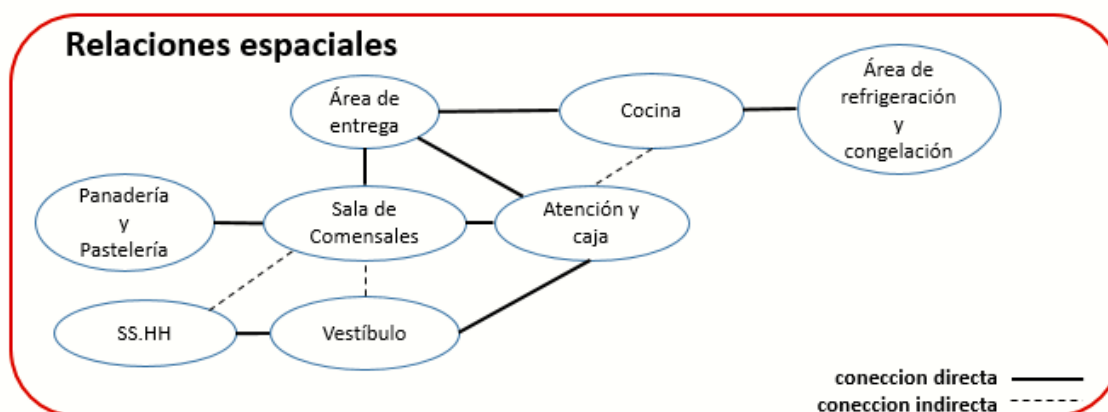 Relaciones espaciales
Área de
entrega
Cocina
Área de
refrigeración
y
congelación
Panadería
y
Pastelería
Sala de
Comensales
Atención y
caja
SS.HH
Vestíbulo
coneccion directa
coneccion indirecta